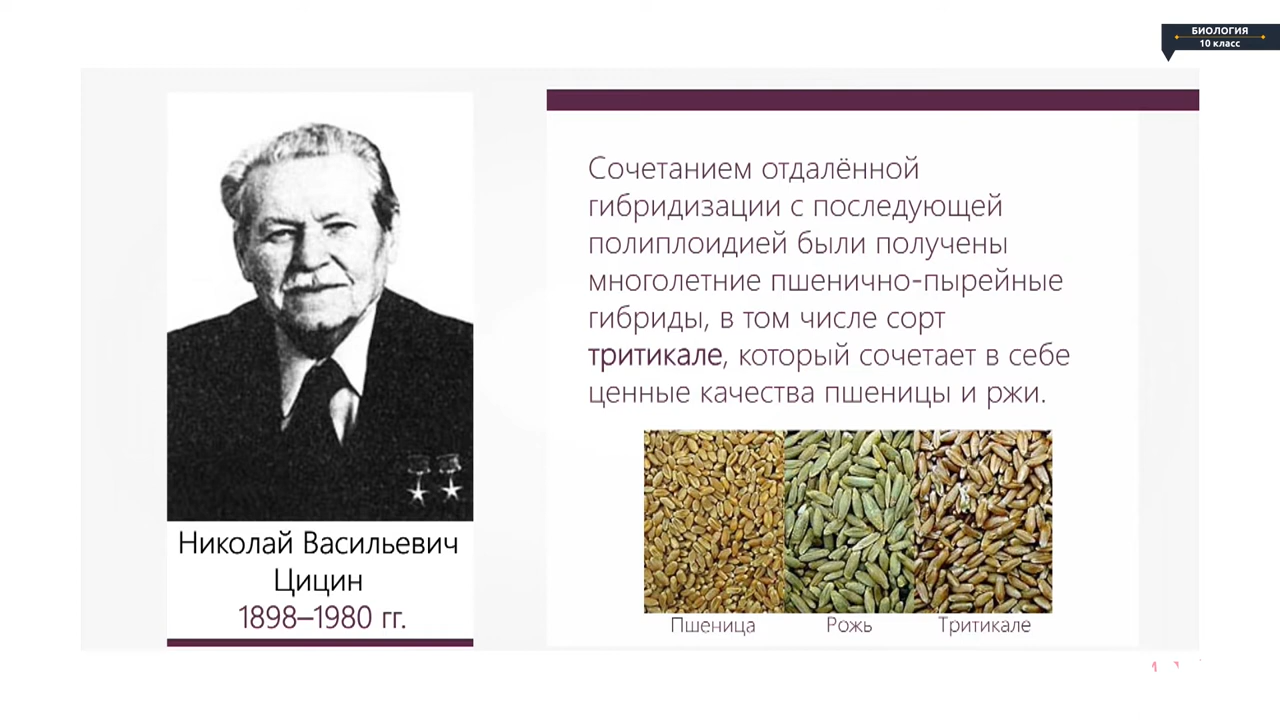 БИОЛОГИЯ
10 класс
Сочетанием отдалённой
гибридизации с последующей
полиплоидией были получены
многолетние пшенично-пырейные
гибриды, в том числе сорт
тритикале, который сочетает в себе
ценные качества пшеницы и ржи.
Николай Васильевич
Цицин
1898–1980 гг.
Пшеница
Рожь
Тритикале